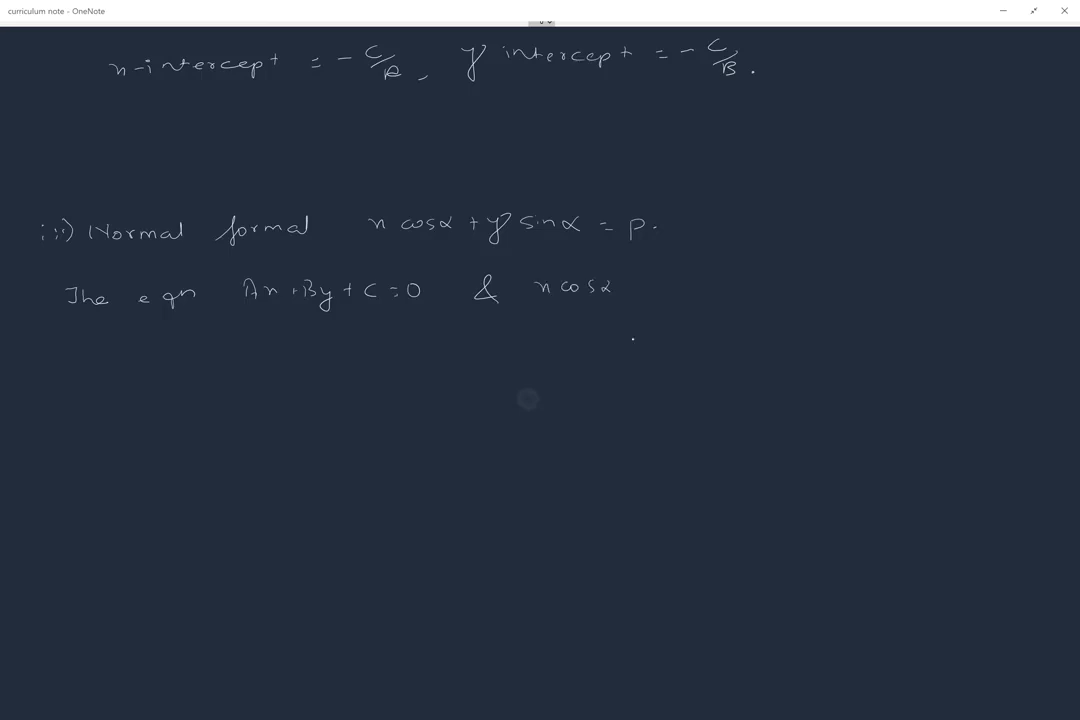 curriculum note - OneNote
x-intercept = - C/A , y intercept = - C/B .
iii) Normal formal x cosα + y sinα = p.
The eqn Ax + By + C = 0 & x cosα